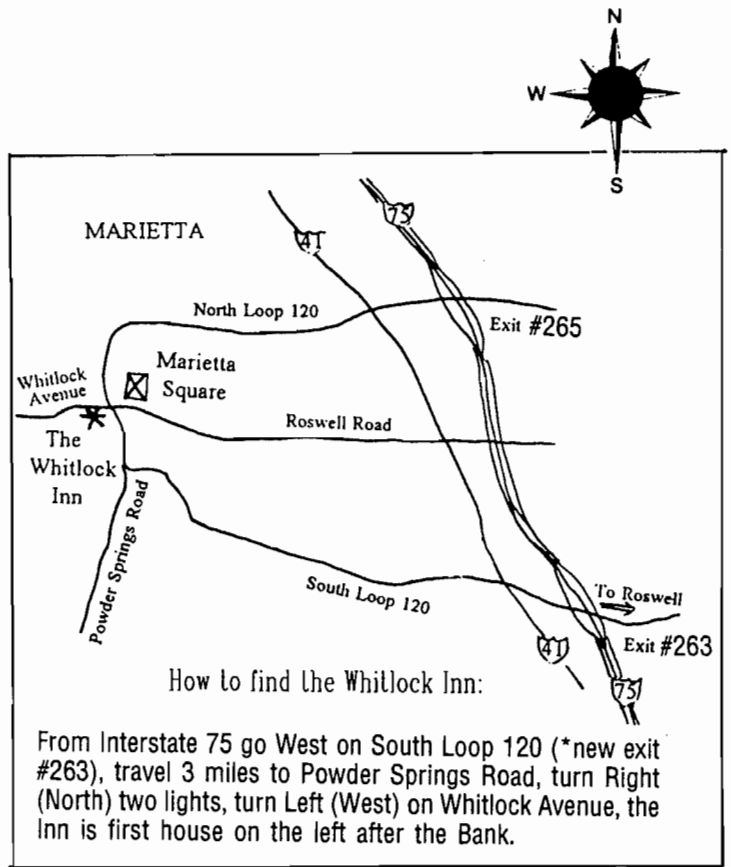 N
W
S
MARIETTA
75
41
North Loop 120
Exit #265
Marietta
Square
Whitlock
Avenue
Roswell Road
The
Whitlock
Inn
Powder Springs Road
South Loop 120
To Roswell
Exit #263
41
75
How to find the Whitlock Inn:
From Interstate 75 go West on South Loop 120 (*new exit
#263), travel 3 miles to Powder Springs Road, turn Right
(North) two lights, turn Left (West) on Whitlock Avenue, the
Inn is first house on the left after the Bank.